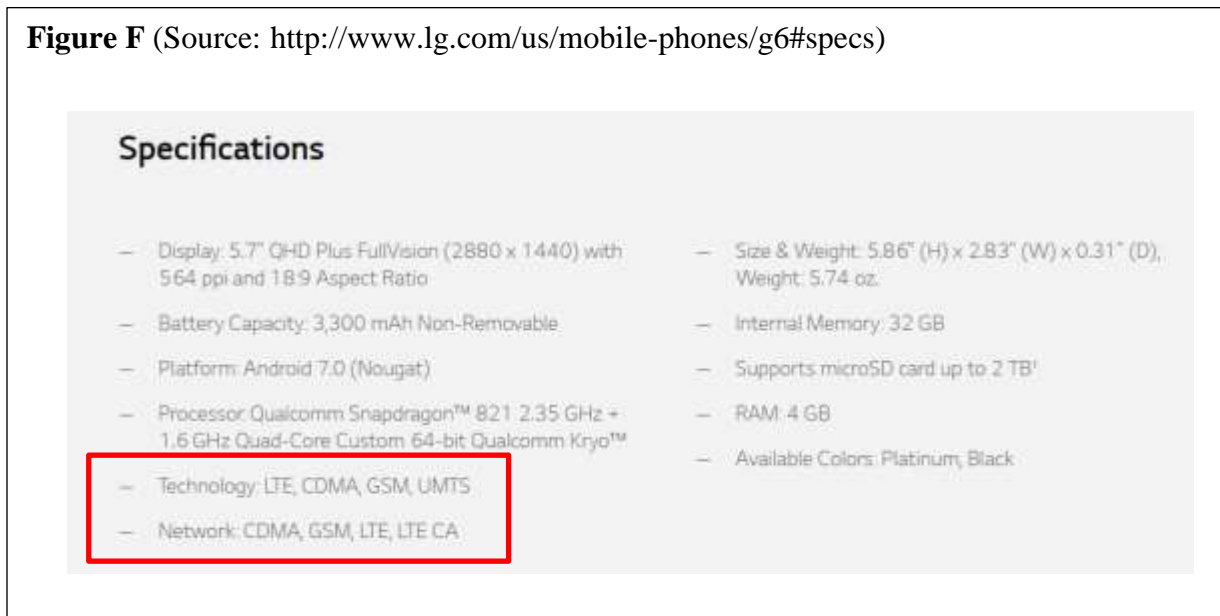 Figure F (Source: http://www.lg.com/us/mobile-phones/g6#specs)
Specifications
– Display: 5.7" QHD Plus FullVision (2880 x 1440) with
564 ppi and 18:9 Aspect Ratio
– Battery Capacity: 3,300 mAh Non-Removable
– Platform: Android 7.0 (Nougat)
– Processor: Qualcomm Snapdragon™ 821 2.35 GHz +
1.6 GHz Quad-Core Custom 64-bit Qualcomm Kryo™
– Technology: LTE, CDMA, GSM, UMTS
– Network: CDMA, GSM, LTE, LTE CA
– Size & Weight: 5.86" (H) x 2.83" (W) x 0.31" (D),
Weight: 5.74 oz.
– Internal Memory: 32 GB
– Supports microSD card up to 2 TB¹
– RAM: 4 GB
– Available Colors: Platinum, Black